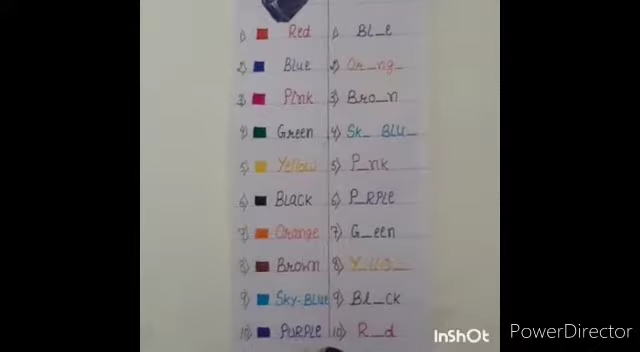 1) Red 1) BL_e
2) Blue 2) Or_ng_
3) Pink 3) Bro_n
4) Green 4) Sk_ BLU_
5) Yellow 5) P_nk
6) BLACK 6) P_RPLE
7) Orange 7) G_een
8) Brown 8) Y_llo_
9) SKY-BLUE 9) BL_ck
10) PURPLE 10) R_d
InShOt PowerDirector